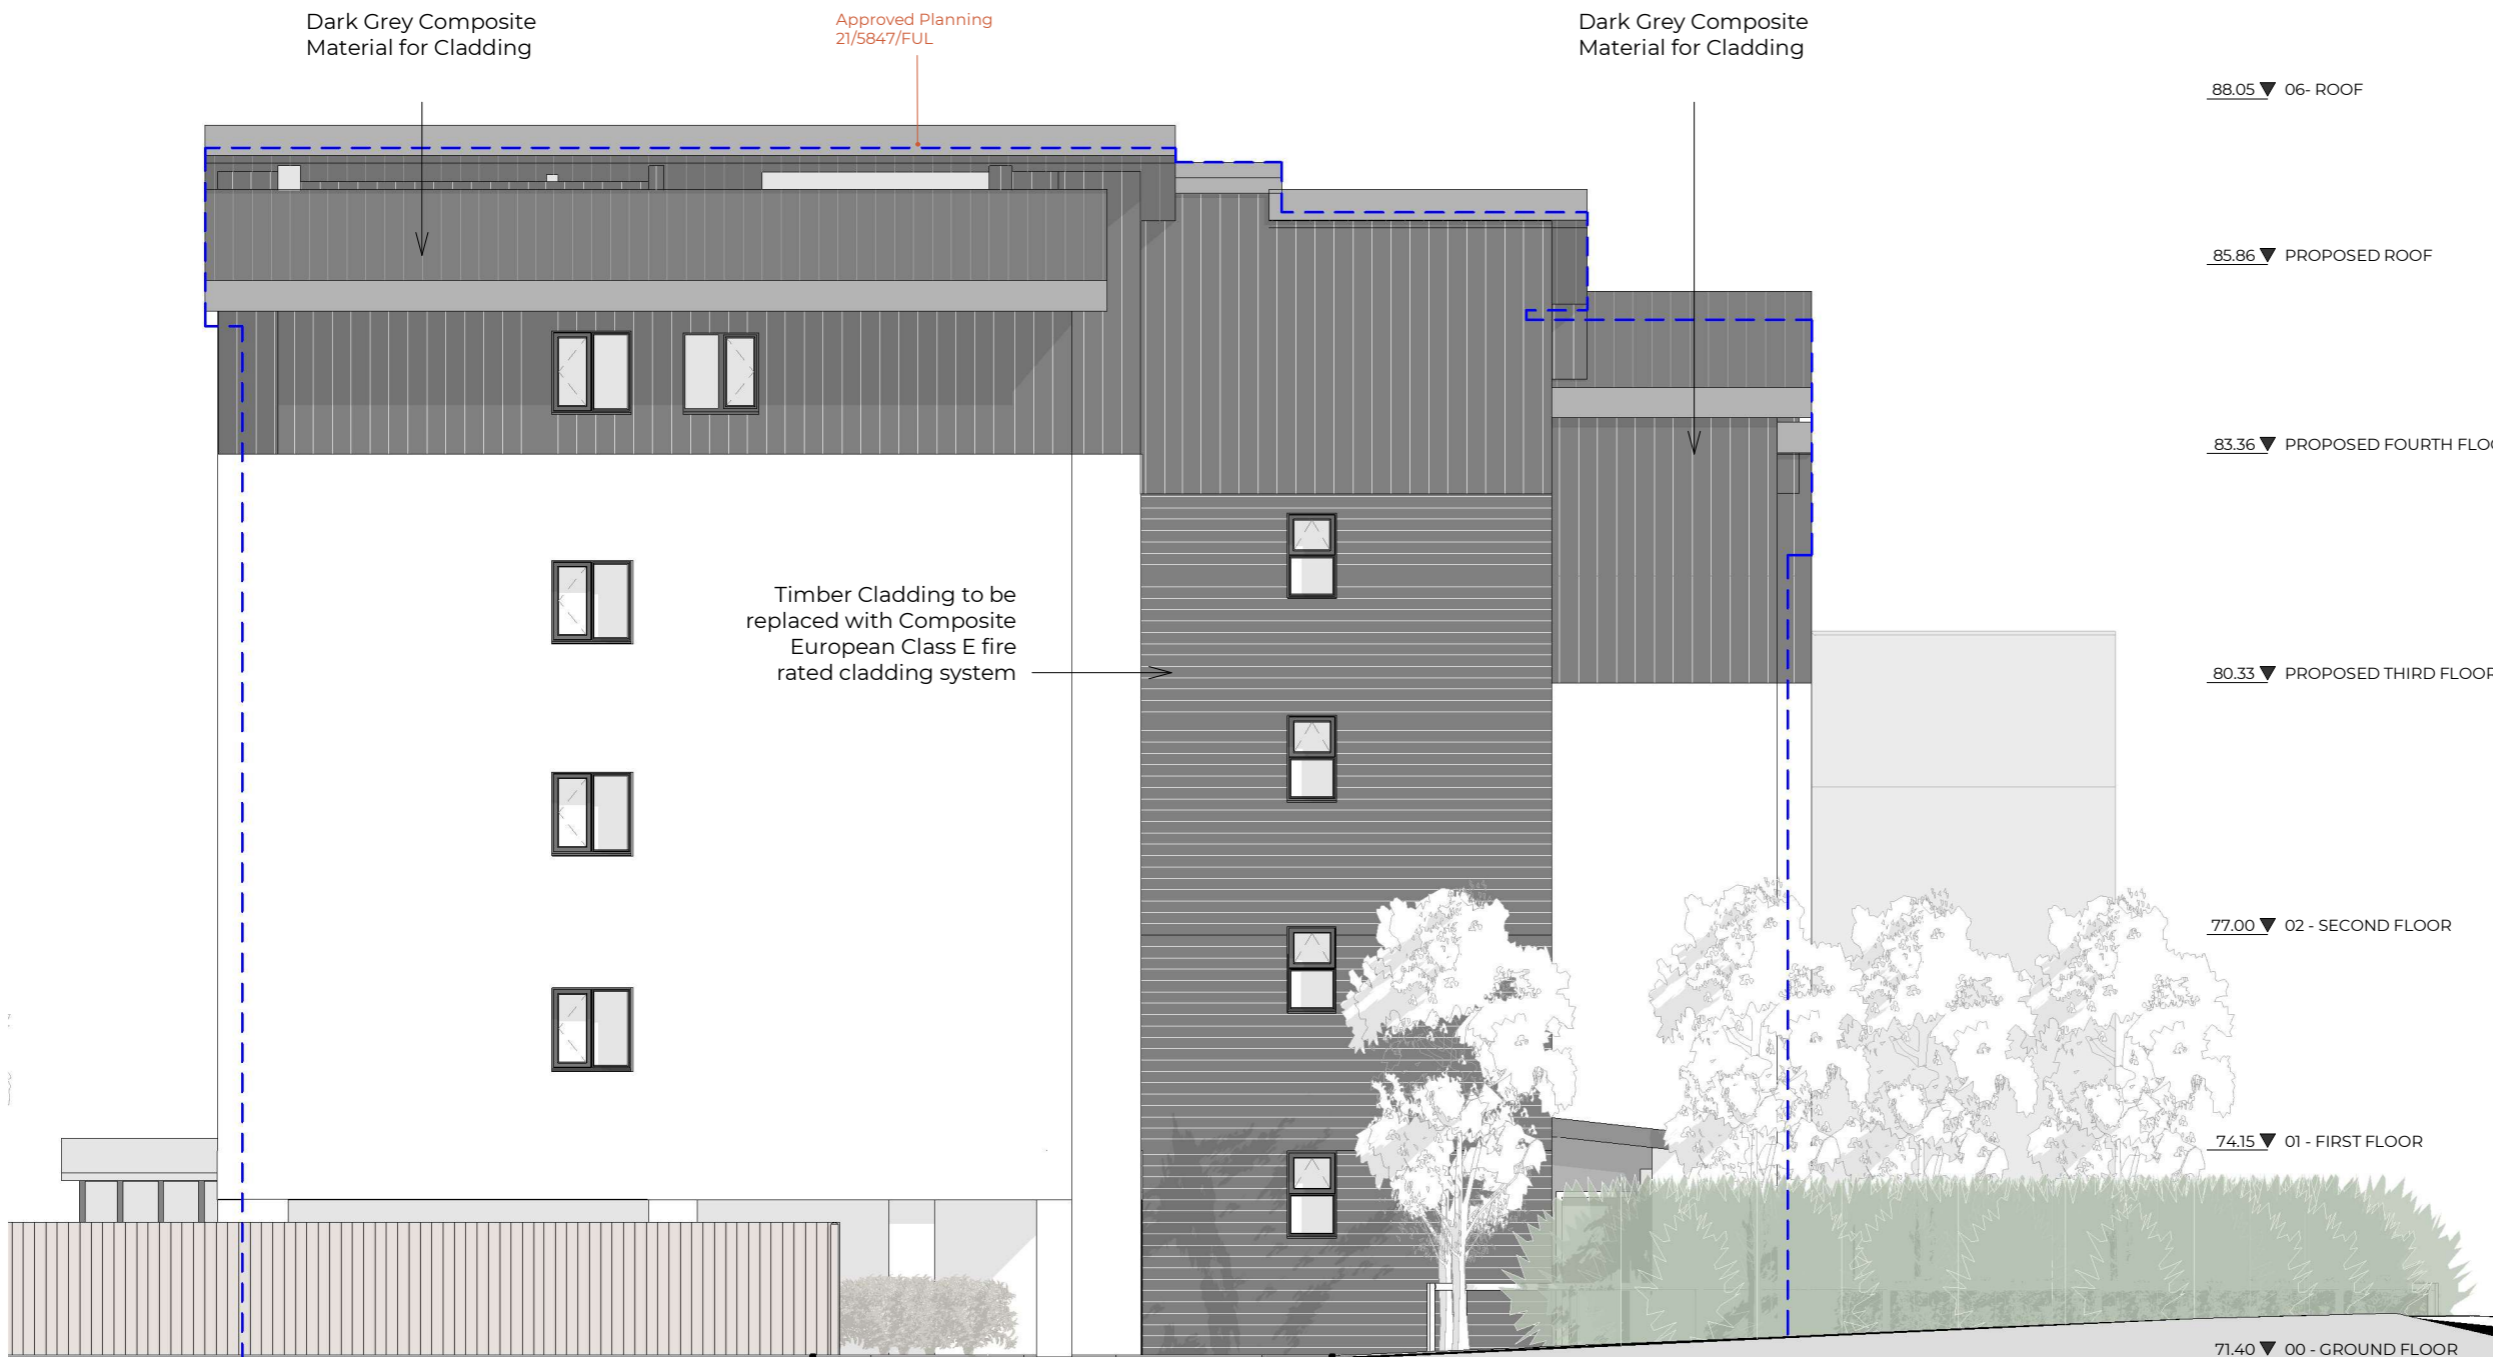 Dark Grey Composite
Material for Cladding
Approved Planning
21/5847/FUL
Dark Grey Composite
Material for Cladding
88.05 06- ROOF
85.86 PROPOSED ROOF
83.36 PROPOSED FOURTH FLOO
Timber Cladding to be
replaced with Composite
European Class E fire
rated cladding system
80.33 PROPOSED THIRD FLOOR
77.00 02 - SECOND FLOOR
74.15 01 - FIRST FLOOR
71.40 00 - GROUND FLOOR